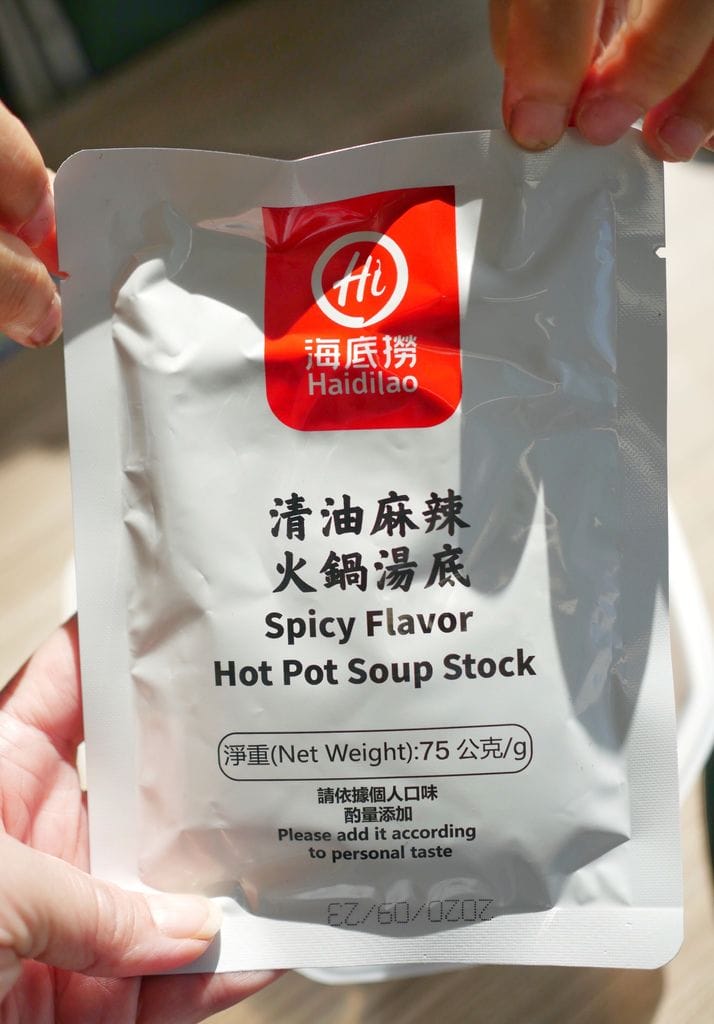 Hi
海底撈
Haidilao
清油麻辣
火鍋湯底
Spicy Flavor
Hot Pot Soup Stock
淨重(Net Weight):75 公克/g
請依據個人口味
酌量添加
Please add it according
to personal taste
2020/09/23